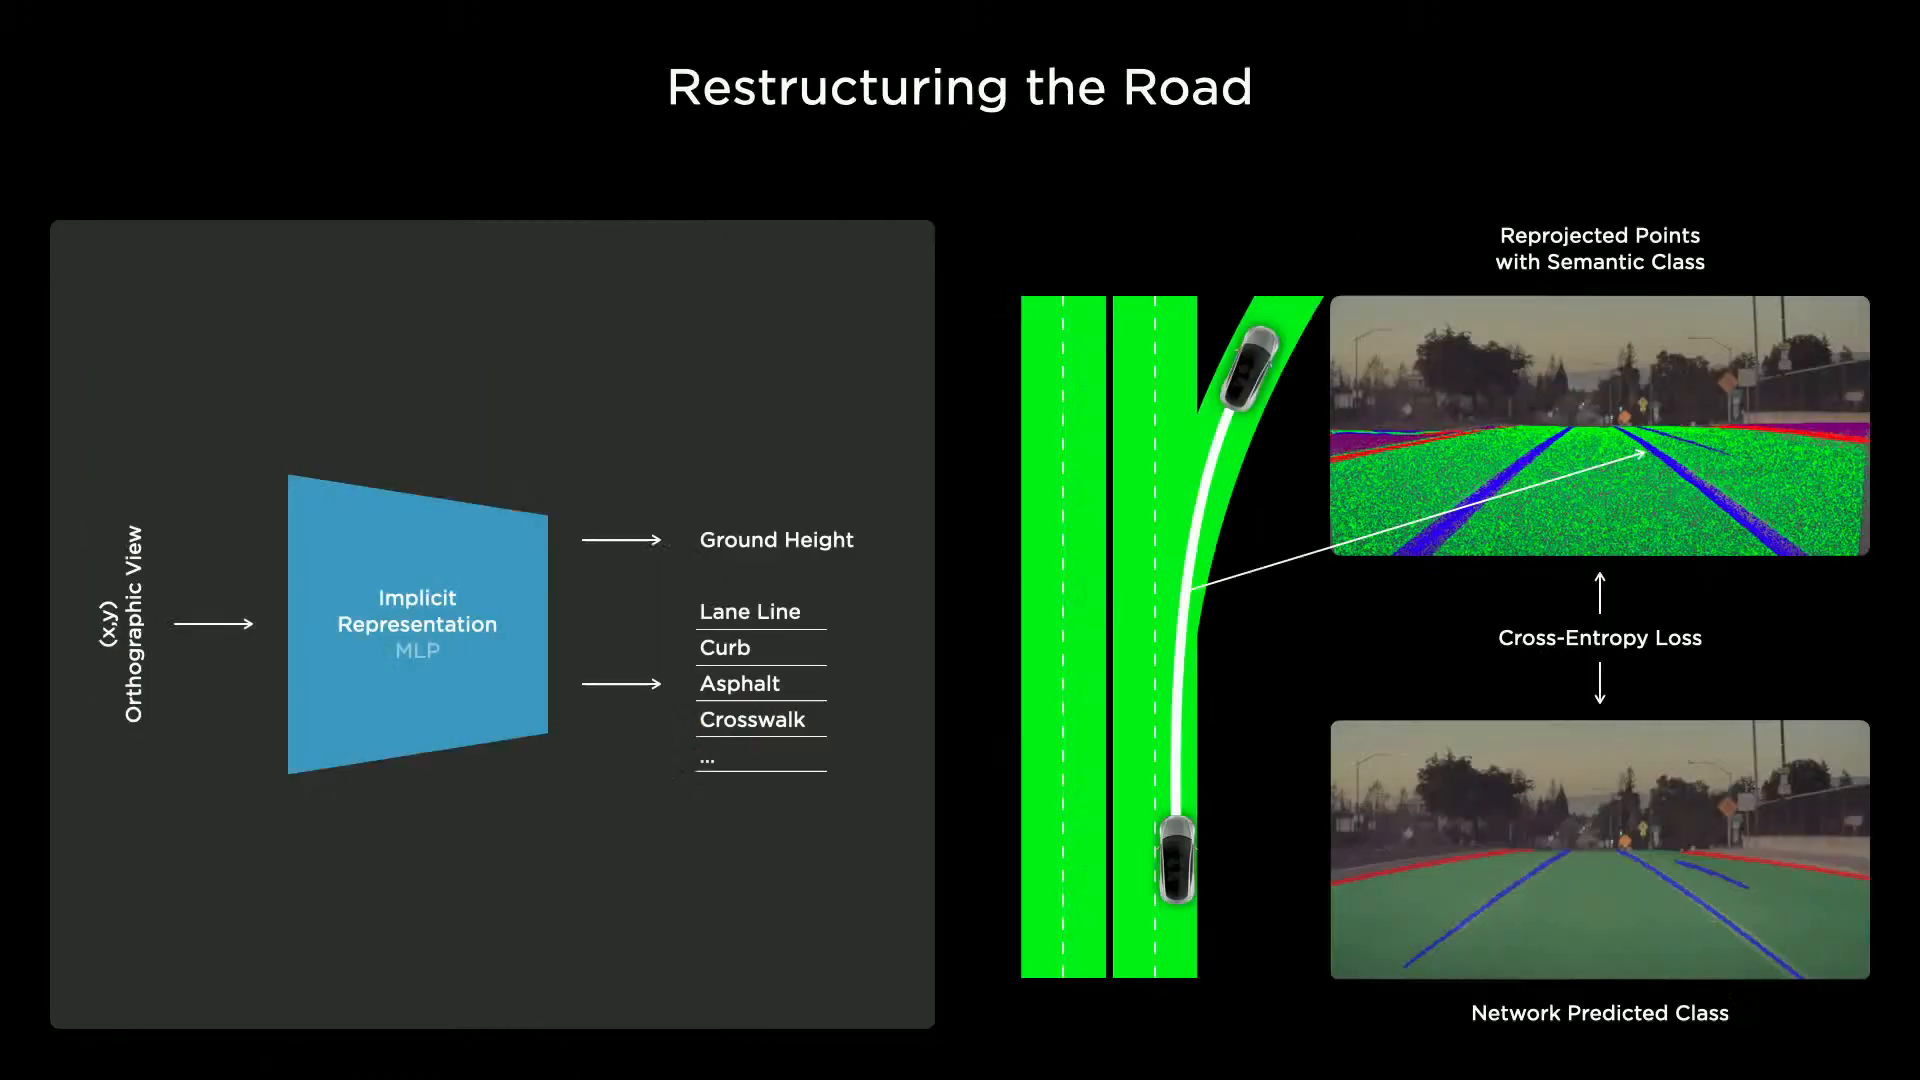 Restructuring the Road
(x,y)
Orthographic View
Implicit
Representation
MLP
Ground Height
Lane Line
Curb
Asphalt
Crosswalk
...
Reprojected Points
with Semantic Class
Cross-Entropy Loss
Network Predicted Class